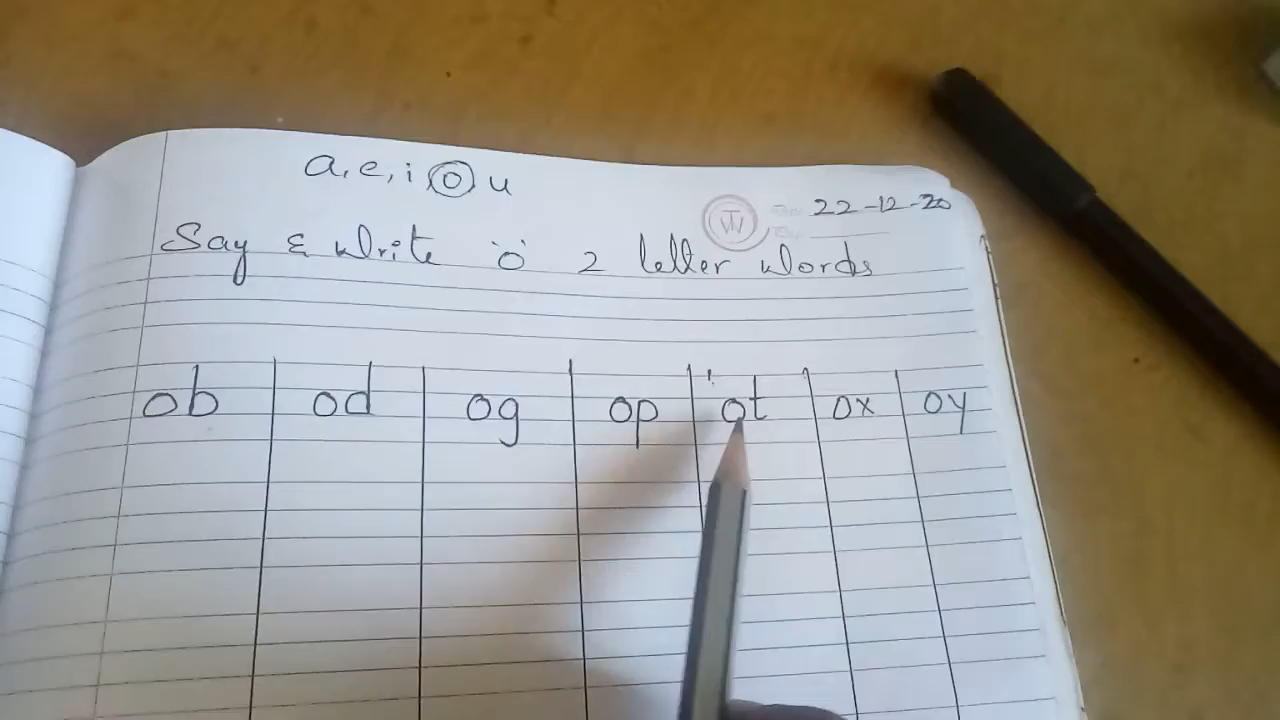 a, e, i o u
22-12-20
Say & Write 'o' 2 letter words
ob od og op ot ox oy